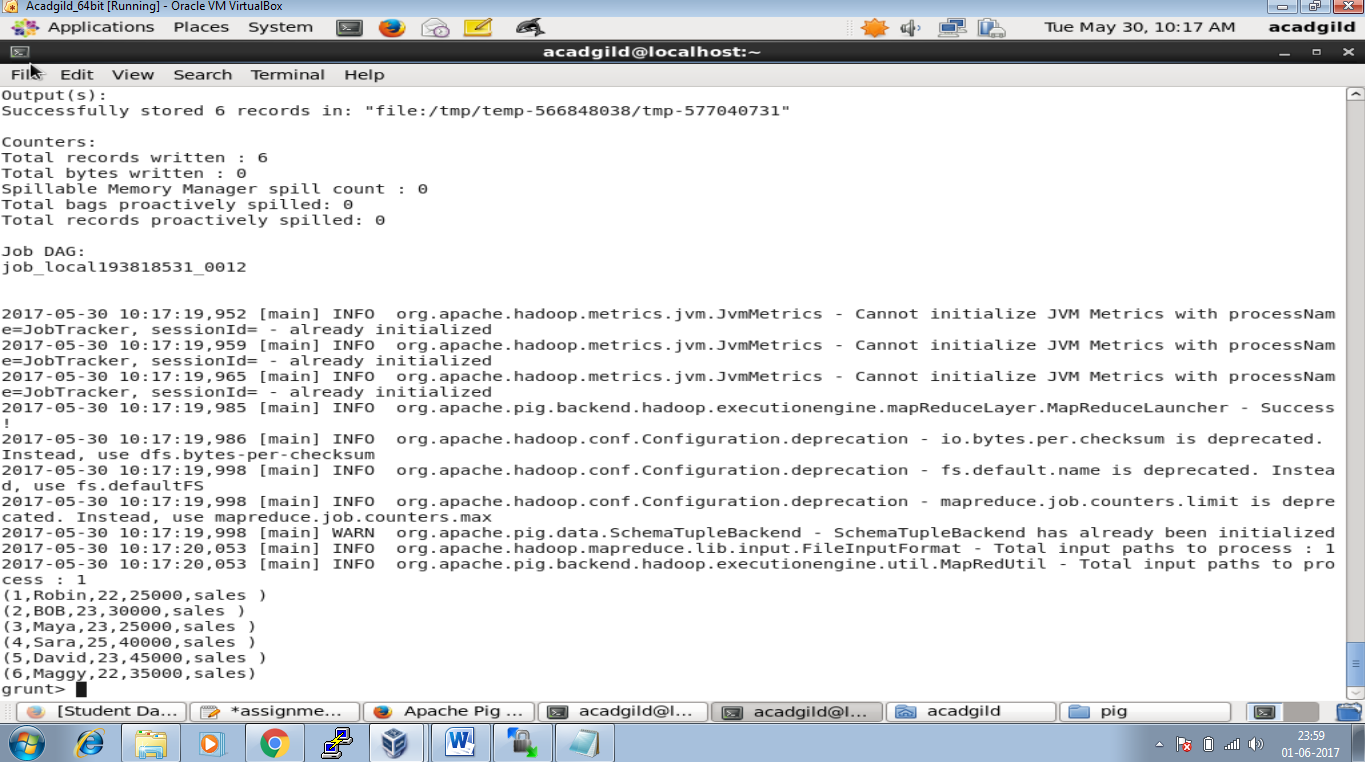 Acadgild_64bit [Running] - Oracle VM VirtualBox
Applications Places System Tue May 30, 10:17 AM acadgild
acadgild@localhost:~
File Edit View Search Terminal Help
Output(s):
Successfully stored 6 records in: "file:/tmp/temp-566848038/tmp-577040731"
Counters:
Total records written : 6
Total bytes written : 0
Spillable Memory Manager spill count : 0
Total bags proactively spilled: 0
Total records proactively spilled: 0
Job DAG:
job_local193818531_0012
2017-05-30 10:17:19,952 [main] INFO  org.apache.hadoop.metrics.jvm.JvmMetrics - Cannot initialize JVM Metrics with processNam
e=JobTracker, sessionId= - already initialized
2017-05-30 10:17:19,959 [main] INFO  org.apache.hadoop.metrics.jvm.JvmMetrics - Cannot initialize JVM Metrics with processNam
e=JobTracker, sessionId= - already initialized
2017-05-30 10:17:19,965 [main] INFO  org.apache.hadoop.metrics.jvm.JvmMetrics - Cannot initialize JVM Metrics with processNam
e=JobTracker, sessionId= - already initialized
2017-05-30 10:17:19,985 [main] INFO  org.apache.pig.backend.hadoop.executionengine.mapReduceLayer.MapReduceLauncher - Success
!
2017-05-30 10:17:19,986 [main] INFO  org.apache.hadoop.conf.Configuration.deprecation - io.bytes.per.checksum is deprecated.
Instead, use dfs.bytes-per-checksum
2017-05-30 10:17:19,998 [main] INFO  org.apache.hadoop.conf.Configuration.deprecation - fs.default.name is deprecated. Instea
d, use fs.defaultFS
2017-05-30 10:17:19,998 [main] INFO  org.apache.hadoop.conf.Configuration.deprecation - mapreduce.job.counters.limit is depre
cated. Instead, use mapreduce.job.counters.max
2017-05-30 10:17:19,998 [main] WARN  org.apache.pig.data.SchemaTupleBackend - SchemaTupleBackend has already been initialized
2017-05-30 10:17:20,053 [main] INFO  org.apache.hadoop.mapreduce.lib.input.FileInputFormat - Total input paths to process : 1
2017-05-30 10:17:20,053 [main] INFO  org.apache.pig.backend.hadoop.executionengine.util.MapRedUtil - Total input paths to pro
cess : 1
(1,Robin,22,25000,sales )
(2,BOB,23,30000,sales )
(3,Maya,23,25000,sales )
(4,Sara,25,40000,sales )
(5,David,23,45000,sales )
(6,Maggy,22,35000,sales)
grunt>
[Student Da... *assignme... Apache Pig ... acadgild@l... acadgild@l... acadgild pig
23:59
01-06-2017